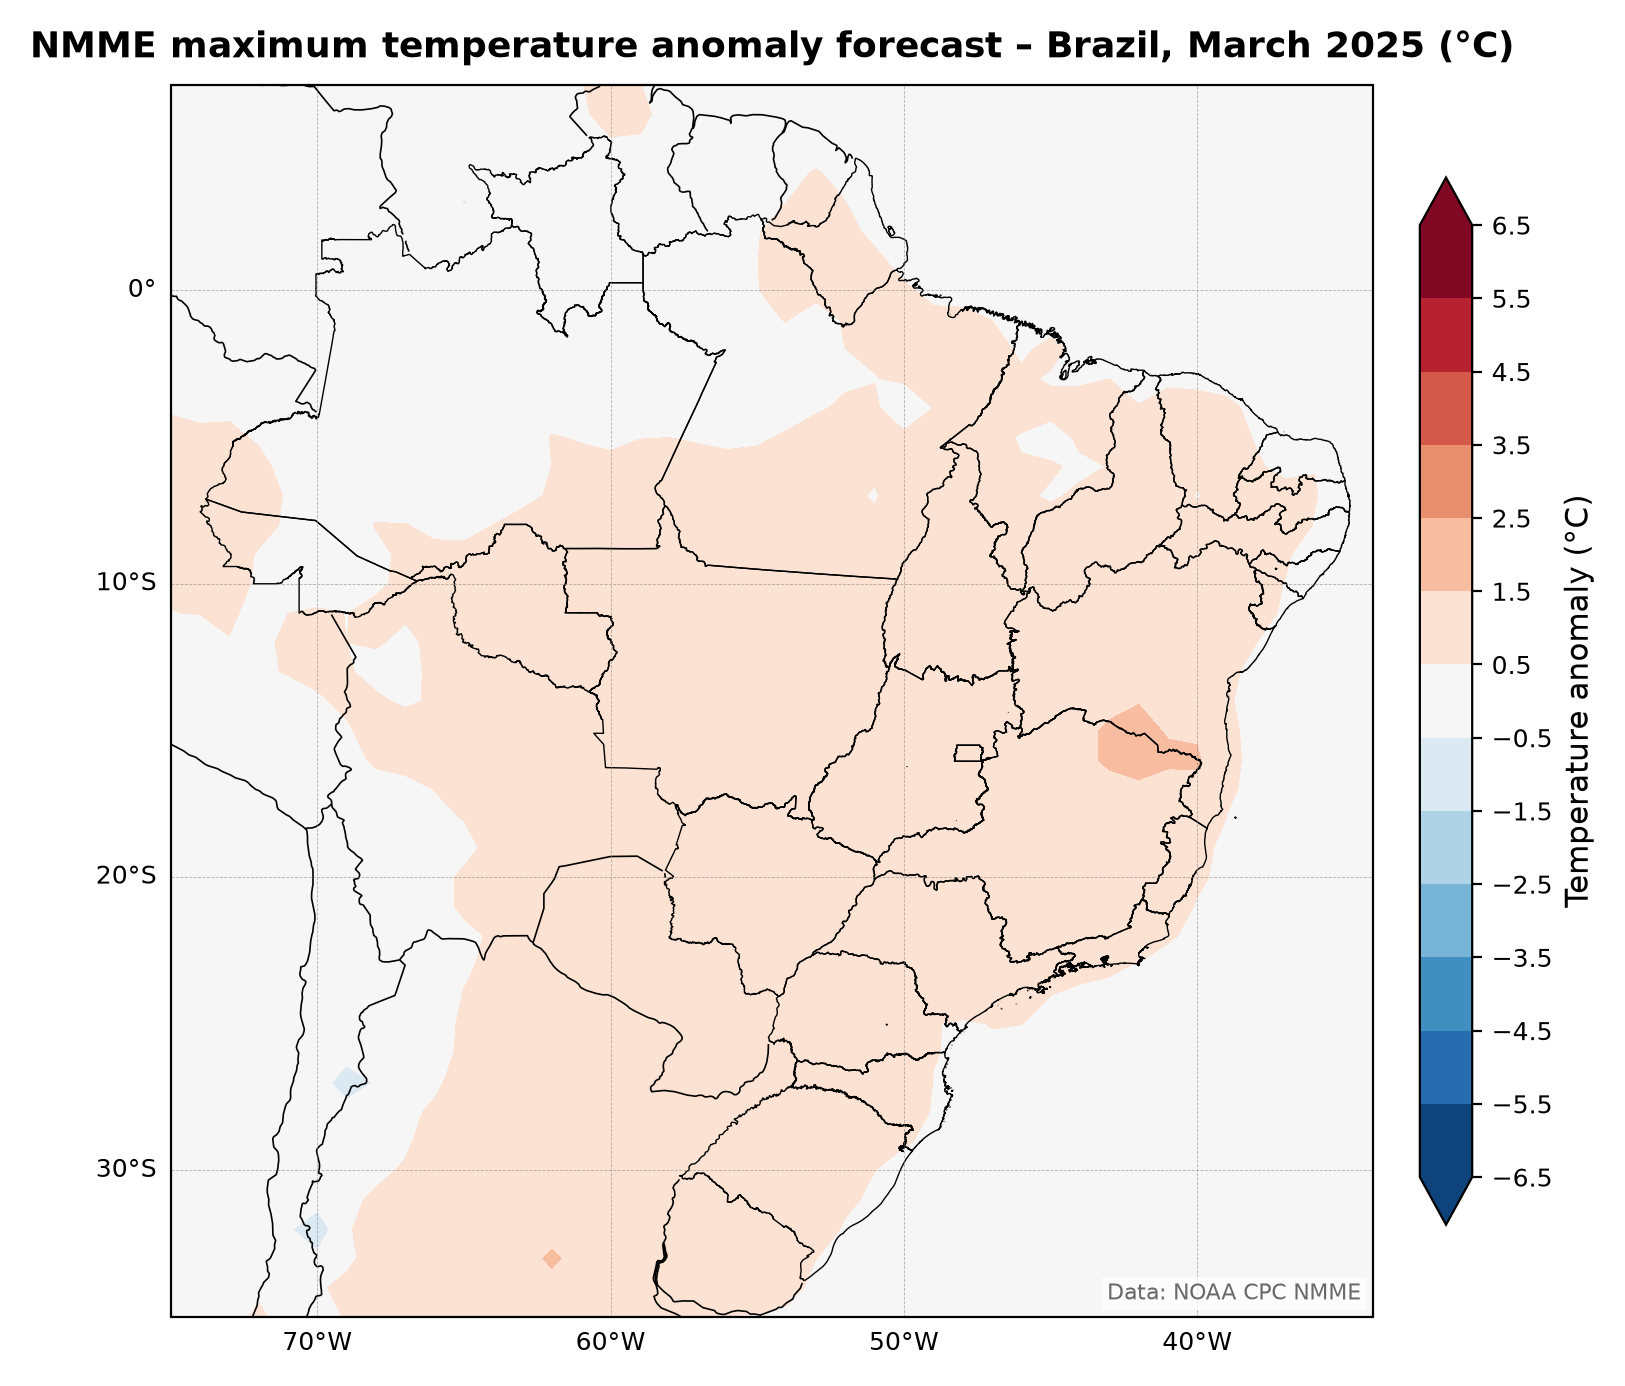 NMME maximum temperature anomaly forecast – Brazil, March 2025 (°C)
0°
10°S
20°S
30°S
70°W
60°W
50°W
40°W
6.5
5.5
4.5
3.5
2.5
1.5
0.5
−0.5
−1.5
−2.5
−3.5
−4.5
−5.5
−6.5
Temperature anomaly (°C)
Data: NOAA CPC NMME